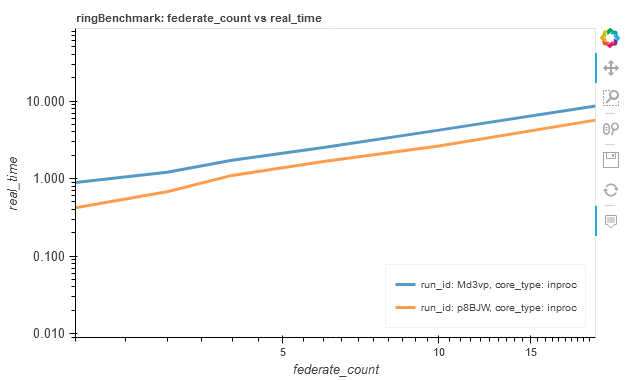 ringBenchmark: federate_count vs real_time
10.000
1.000
0.100
0.010
real_time
run_id: Md3vp, core_type: inproc
run_id: p8BJW, core_type: inproc
5
10
15
federate_count